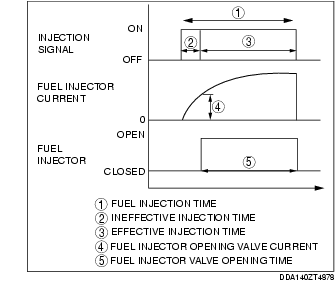 ①
ON
INJECTION
SIGNAL
② ③
OFF
FUEL INJECTOR
CURRENT
④
0
OPEN
FUEL
INJECTOR
⑤
CLOSED
① FUEL INJECTION TIME
② INEFFECTIVE INJECTION TIME
③ EFFECTIVE INJECTION TIME
④ FUEL INJECTOR OPENING VALVE CURRENT
⑤ FUEL INJECTOR VALVE OPENING TIME
DDA140ZT4878